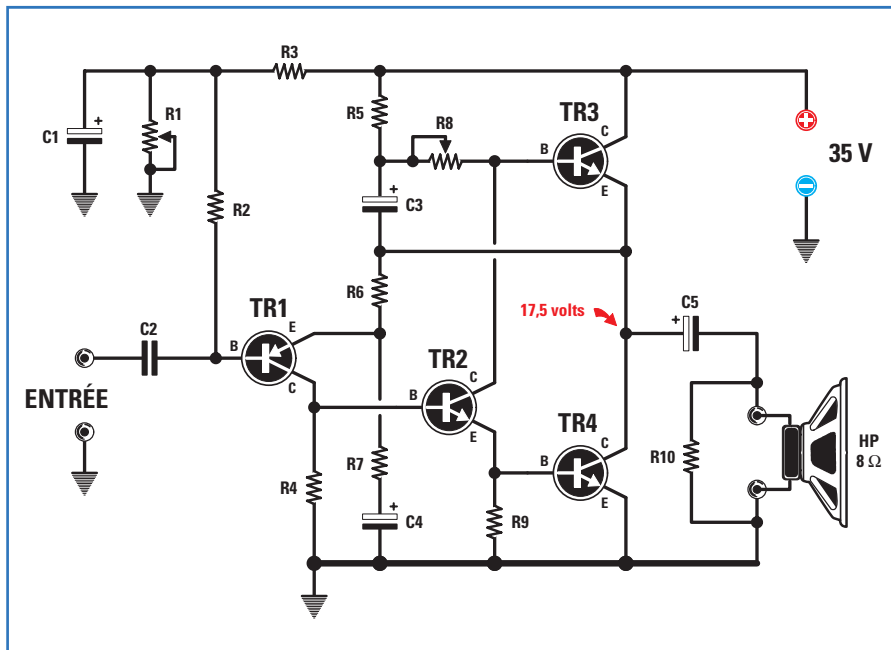 R3
C1
+
R1
R5
R8
TR3
B
C
E
35 V
R2
+
C3
R6
17,5 volts
C5
+
C2
TR1
B
E
C
TR2
B
C
E
ENTRÉE
TR4
B
C
E
R4
R7
+
C4
R9
R10
HP
8 Ω